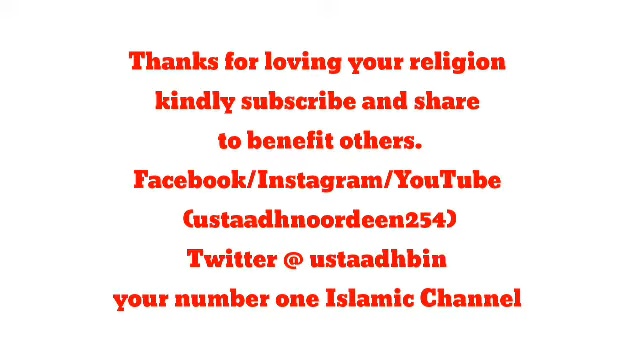 Thanks for loving your religion
kindly subscribe and share
to benefit others.
Facebook/Instagram/YouTube
(ustaadhnoordeen254)
Twitter @ ustaadhbin
your number one Islamic Channel